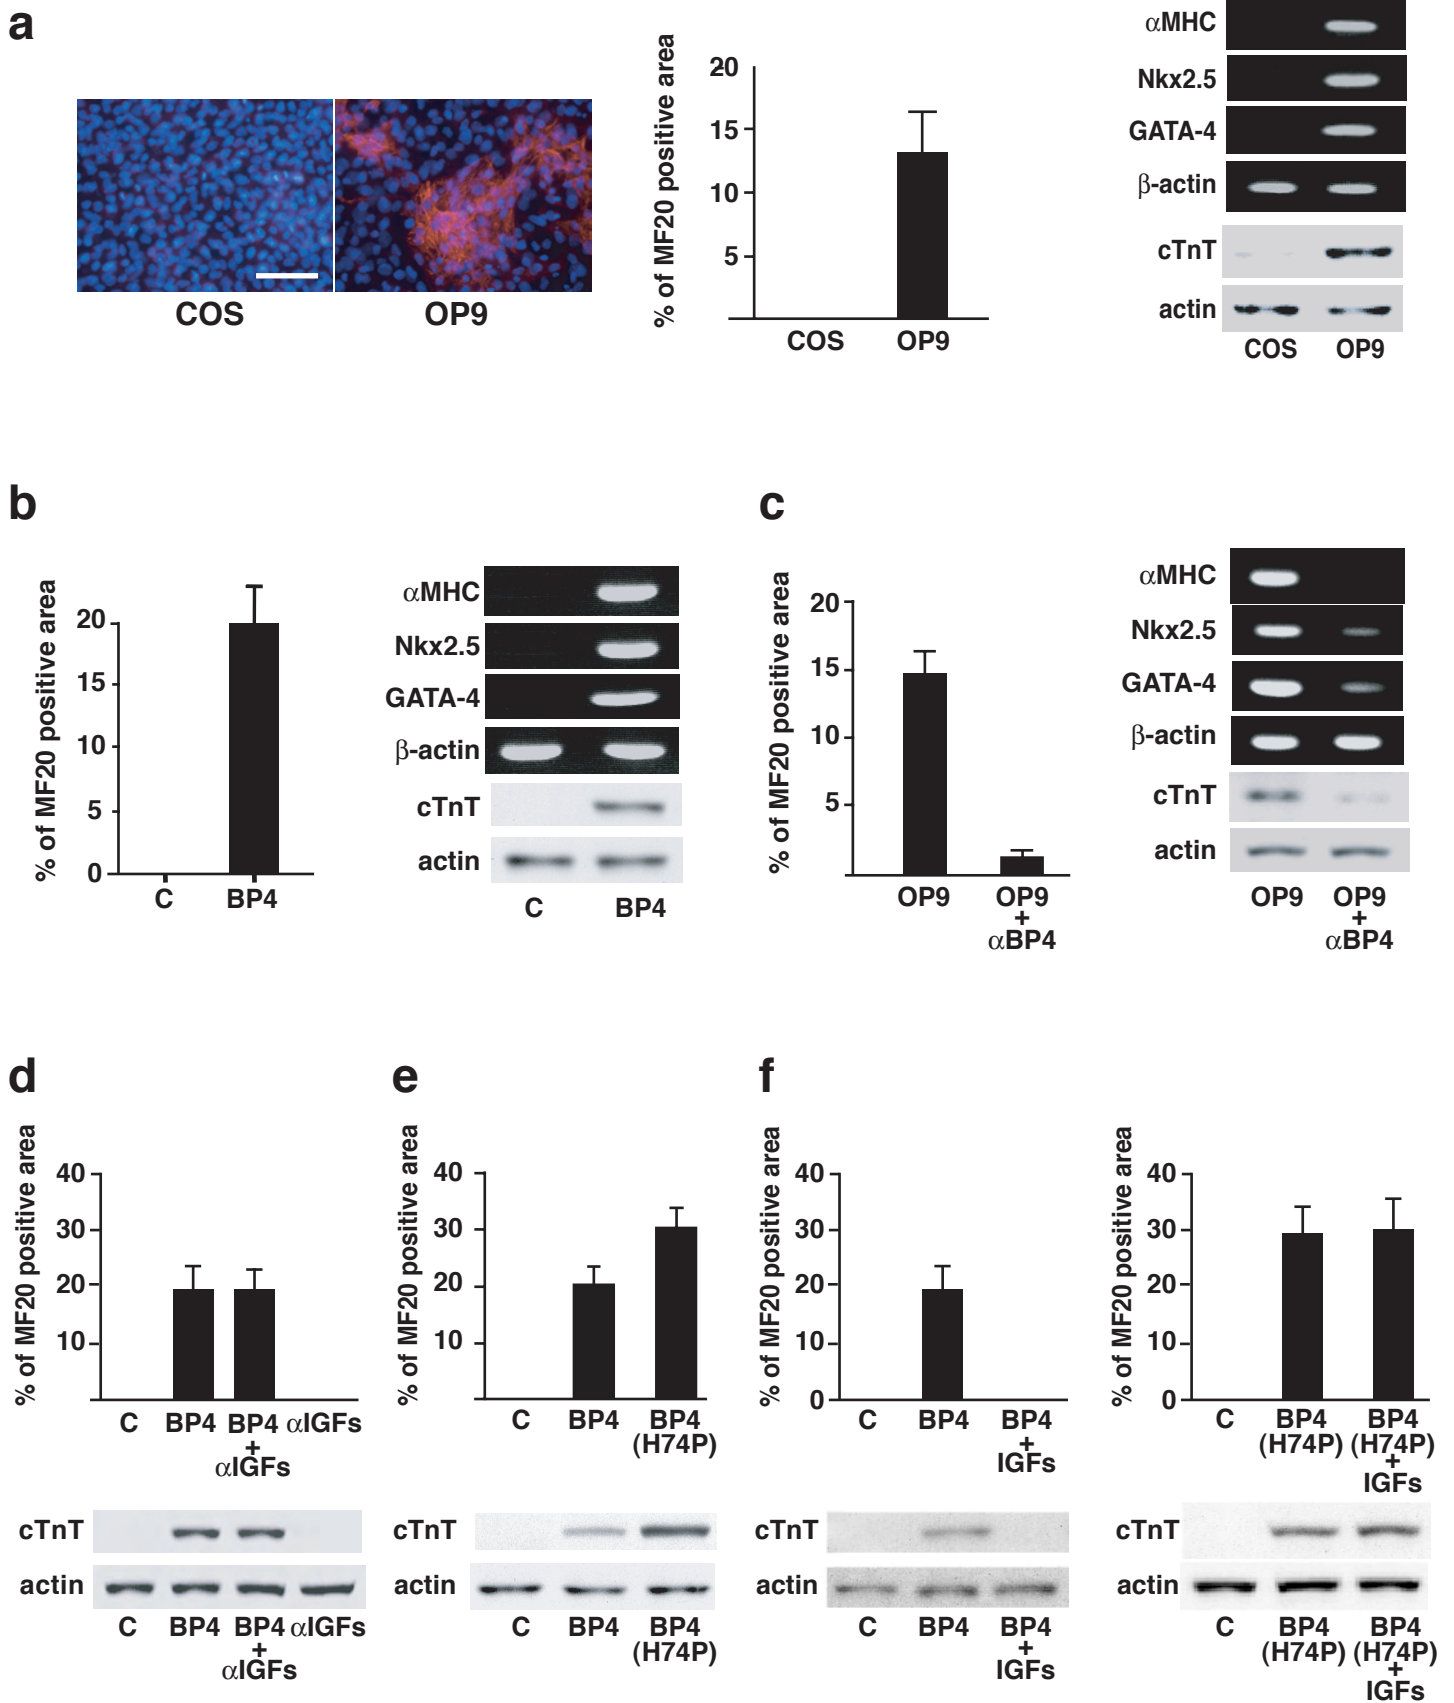 a
COS
OP9
% of MF20 positive area
20
15
10
5
COS
OP9
αMHC
Nkx2.5
GATA-4
β-actin
cTnT
actin
COS
OP9
b
% of MF20 positive area
20
15
10
5
0
C
BP4
αMHC
Nkx2.5
GATA-4
β-actin
cTnT
actin
C
BP4
c
% of MF20 positive area
20
15
10
5
OP9
OP9
+
αBP4
αMHC
Nkx2.5
GATA-4
β-actin
cTnT
actin
OP9
OP9
+
αBP4
d
% of MF20 positive area
40
30
20
10
C
BP4
BP4
+
αIGFs
αIGFs
cTnT
actin
C
BP4
BP4
+
αIGFs
αIGFs
e
% of MF20 positive area
40
30
20
10
C
BP4
BP4
(H74P)
cTnT
actin
C
BP4
BP4
(H74P)
f
% of MF20 positive area
40
30
20
10
0
C
BP4
BP4
+
IGFs
cTnT
actin
C
BP4
BP4
+
IGFs
% of MF20 positive area
40
30
20
10
0
C
BP4
(H74P)
BP4
(H74P)
+
IGFs
cTnT
actin
C
BP4
(H74P)
BP4
(H74P)
+
IGFs